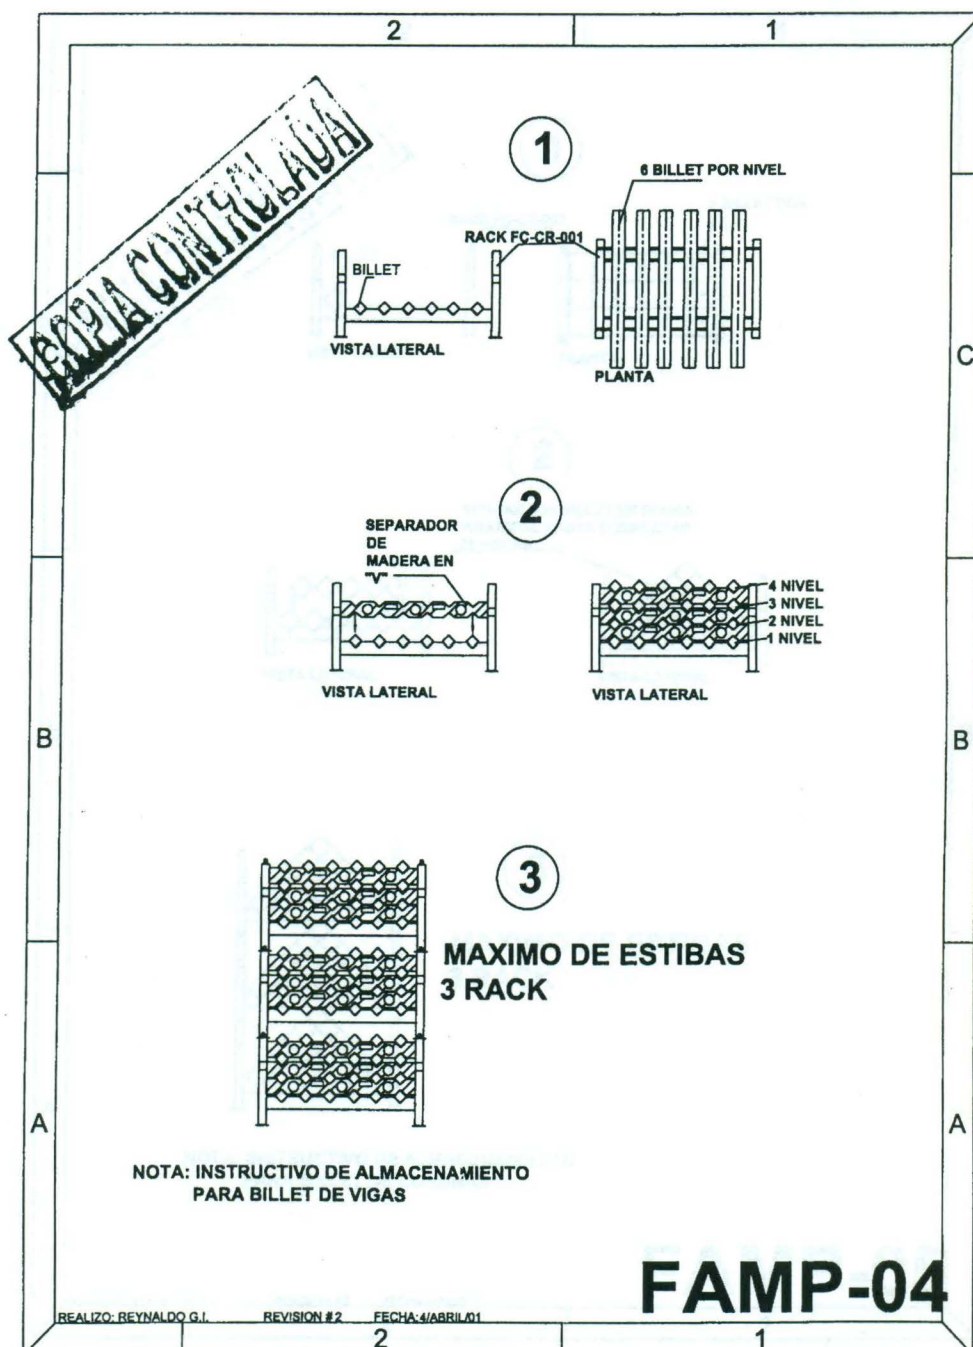 2
1
COPIA CONTROLADA
1
6 BILLET POR NIVEL
RACK FC-CR-001
BILLET
VISTA LATERAL
PLANTA
C
C
2
SEPARADOR
DE
MADERA EN
"V"
4 NIVEL
3 NIVEL
2 NIVEL
1 NIVEL
VISTA LATERAL
VISTA LATERAL
B
B
3
MAXIMO DE ESTIBAS
3 RACK
A
A
NOTA: INSTRUCTIVO DE ALMACENAMIENTO
PARA BILLET DE VIGAS
FAMP-04
REALIZO: REYNALDO G.I. REVISION # 2 FECHA:4/ABRIL/01
2
1